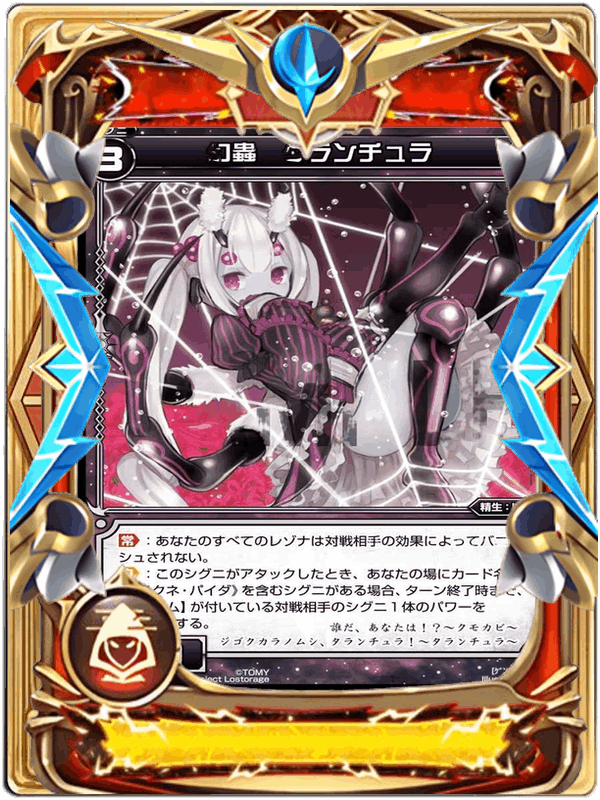 3
幻蟲 タランチュラ
精生：
常：あなたのすべてのレゾナは対戦相手の効果によってバ
シュされない。
：このシグニがアタックしたとき、あなたの場にカード名
クネ・パイダ》を含むシグニがある場合、ターン終了時まで、
ム】が付いている対戦相手のシグニ１体のパワーを
する。
誰だ、あなたは！？～クモカビ～
ジゴクカラノムシ、タランチュラ！～タランチュラ～
©TOMY
ject Lostorage
Illu